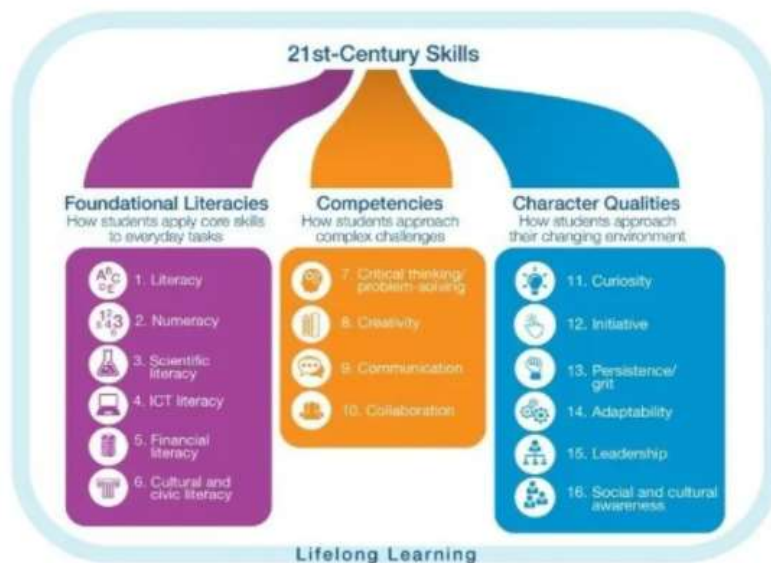 21st-Century Skills
Foundational Literacies
How students apply core skills
to everyday tasks
A B C D E
1. Literacy
2. Numeracy
3. Scientific
literacy
4. ICT literacy
5. Financial
literacy
6. Cultural and
civic literacy
Competencies
How students approach
complex challenges
7. Critical thinking/
problem-solving
8. Creativity
9. Communication
10. Collaboration
Character Qualities
How students approach
their changing environment
11. Curiosity
12. Initiative
13. Persistence/
grit
14. Adaptability
15. Leadership
16. Social and cultural
awareness
Lifelong Learning